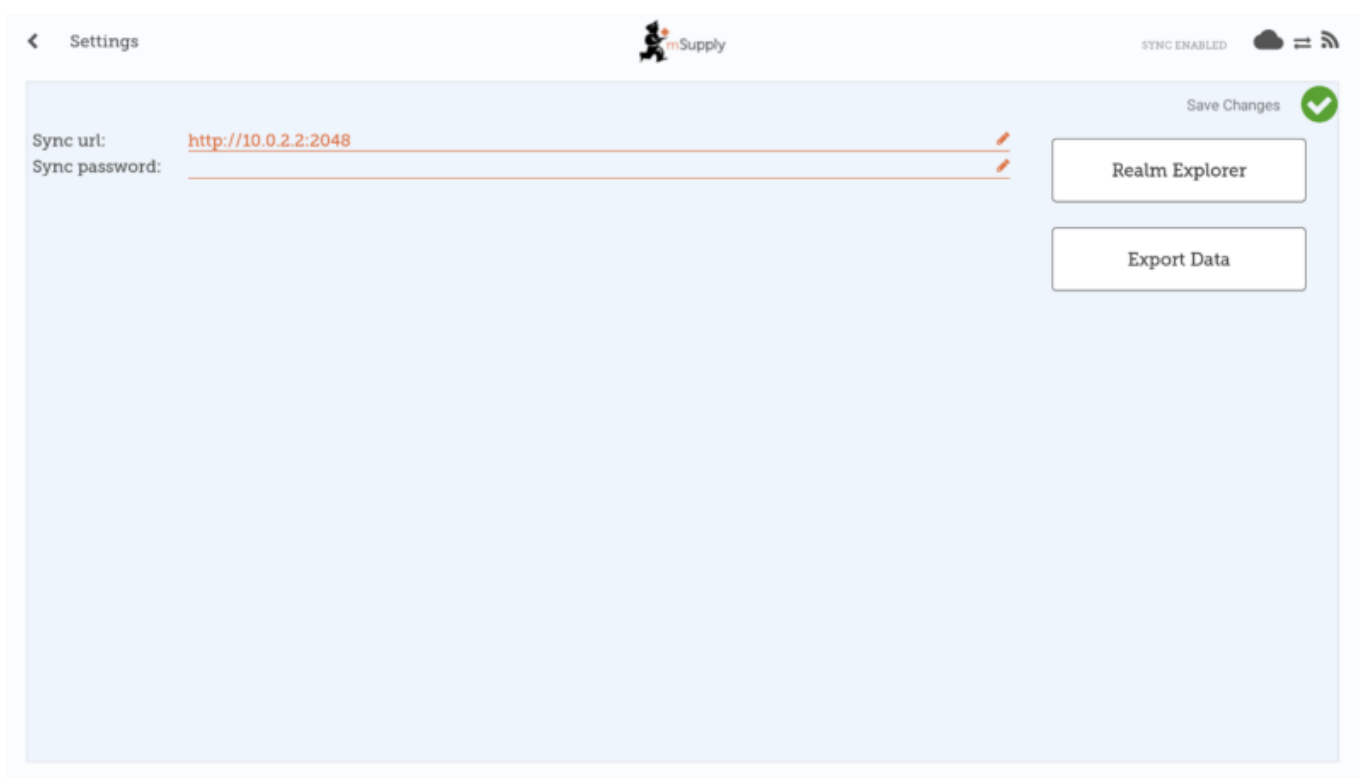 Settings
mSupply
SYNC ENABLED
Save Changes
Sync url: http://10.0.2.2:2048
Sync password:
Realm Explorer
Export Data